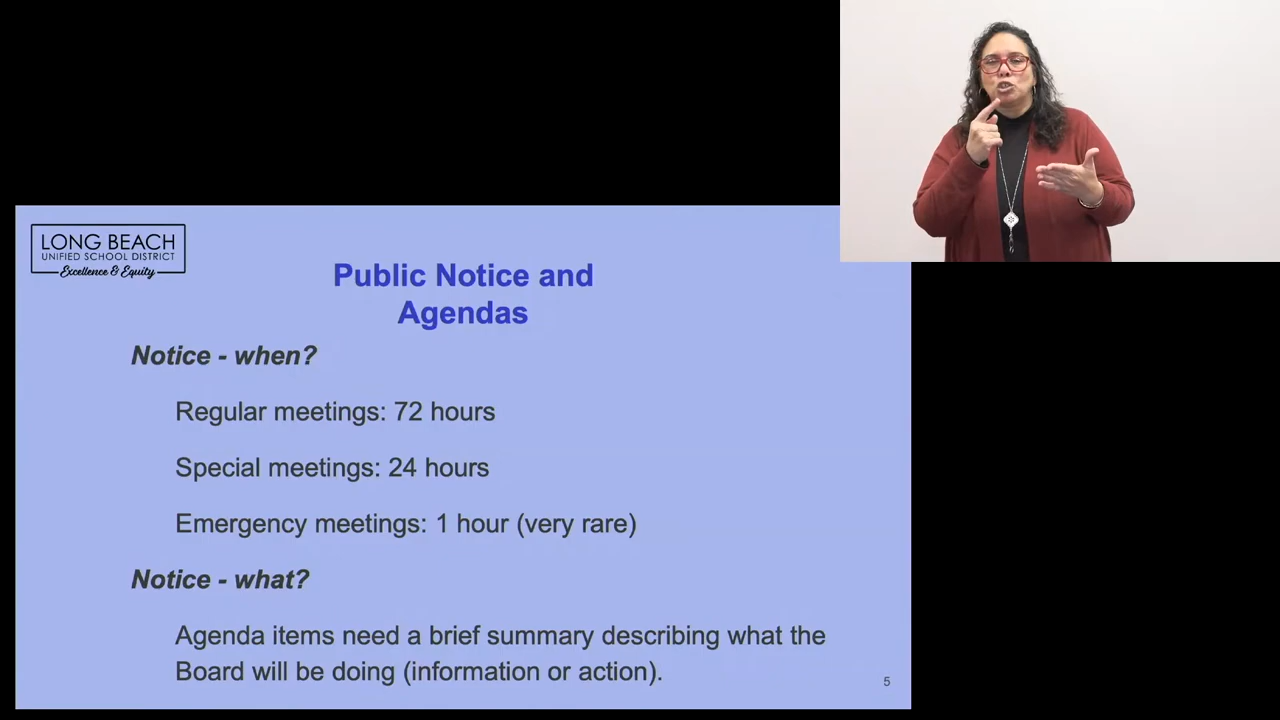 LONG BEACH
UNIFIED SCHOOL DISTRICT
Excellence & Equity
Public Notice and
Agendas
Notice - when?
Regular meetings: 72 hours
Special meetings: 24 hours
Emergency meetings: 1 hour (very rare)
Notice - what?
Agenda items need a brief summary describing what the
Board will be doing (information or action).
5